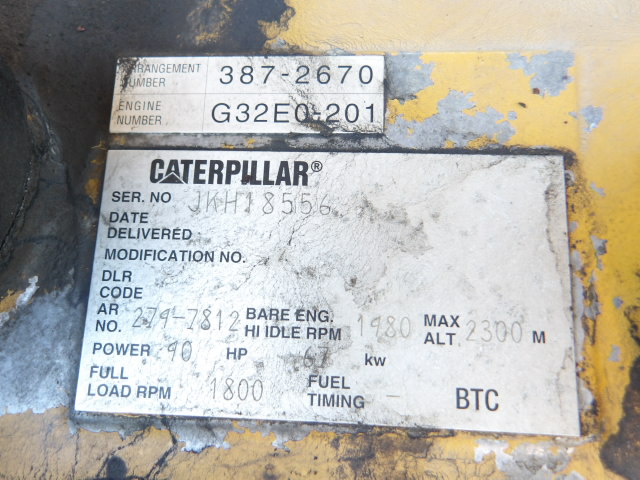 ARRANGEMENT NUMBER 387-2670
ENGINE NUMBER G32E0-201
CATERPILLAR®
SER. NO JKH18556
DATE
DELIVERED
MODIFICATION NO.
DLR
CODE
AR NO. 279-7812 BARE ENG. HI IDLE RPM 1980 MAX ALT. 2300 M
POWER 90 HP 67 kw
FULL LOAD RPM 1800 FUEL TIMING - BTC